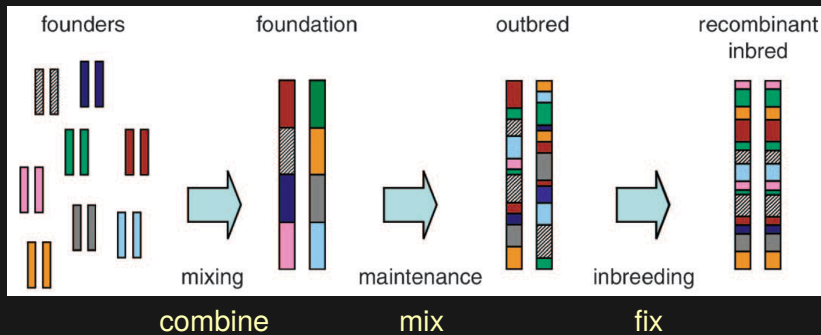 founders
foundation
outbred
recombinant
inbred
mixing
maintenance
inbreeding
combine
mix
fix